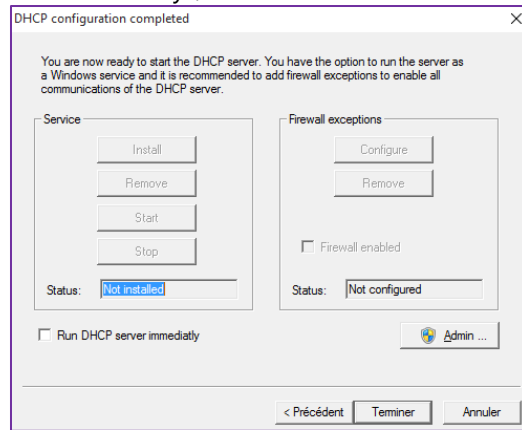 DHCP configuration completed
You are now ready to start the DHCP server. You have the option to run the server as
a Windows service and it is recommended to add firewall exceptions to enable all
communications of the DHCP server.
Service
Install
Remove
Start
Stop
Status: Not installed
Firewall exceptions
Configure
Remove
Firewall enabled
Status: Not configured
Run DHCP server immediatly
Admin ...
< Précédent
Terminer
Annuler